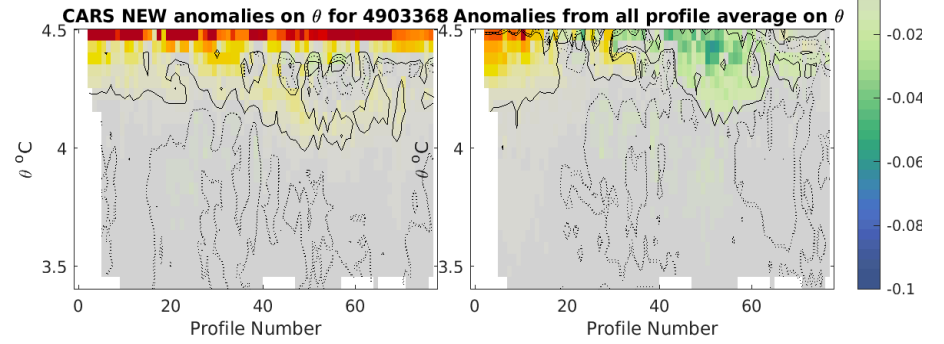 CARS NEW anomalies on θ for 4903368 Anomalies from all profile average on θ
4.5 4.5 -0.02
-0.04
4 4
θ °C θ °C
-0.06
-0.08
3.5 3.5
-0.1
0 20 40 60 0 20 40 60
Profile Number Profile Number